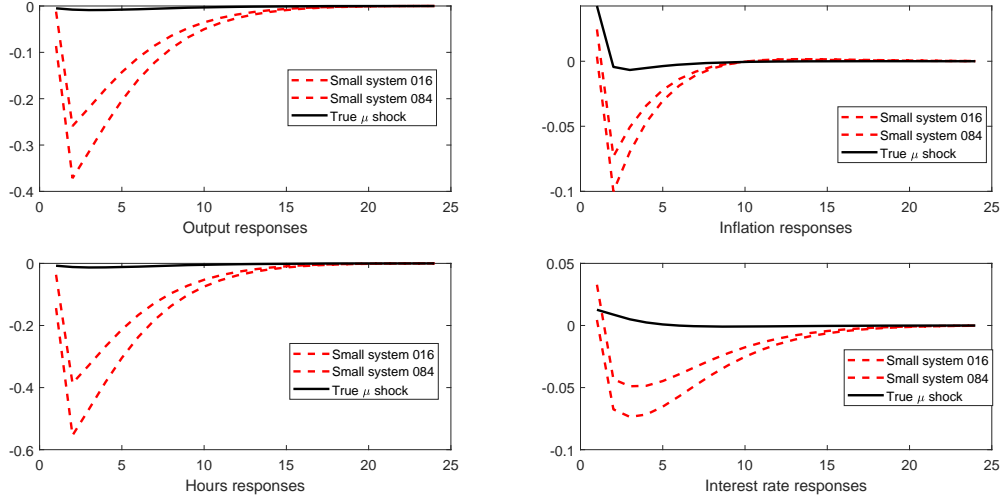 0
-0.1
-0.2
-0.3
-0.4
0 5 10 15 20 25
Small system 016
Small system 084
True μ shock
Output responses
0
-0.05
-0.1
0 5 10 15 20 25
Small system 016
Small system 084
True μ shock
Inflation responses
0
-0.2
-0.4
-0.6
0 5 10 15 20 25
Small system 016
Small system 084
True μ shock
Hours responses
0.05
0
-0.05
-0.1
0 5 10 15 20 25
Small system 016
Small system 084
True μ shock
Interest rate responses